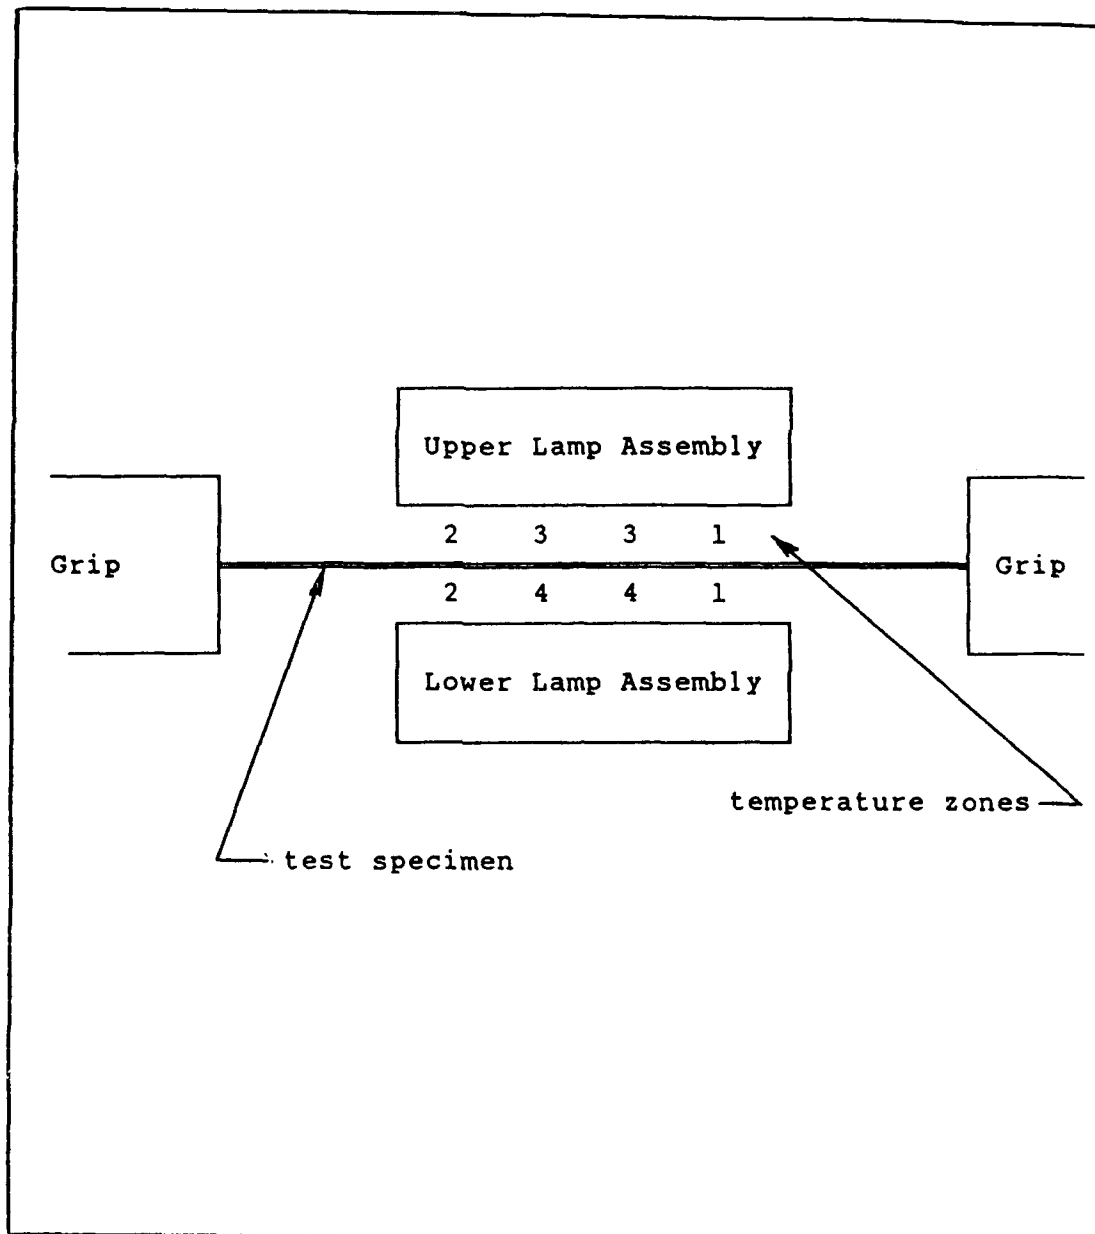 Upper Lamp Assembly
2 3 3 1
Grip
Grip
2 4 4 1
Lower Lamp Assembly
temperature zones
test specimen